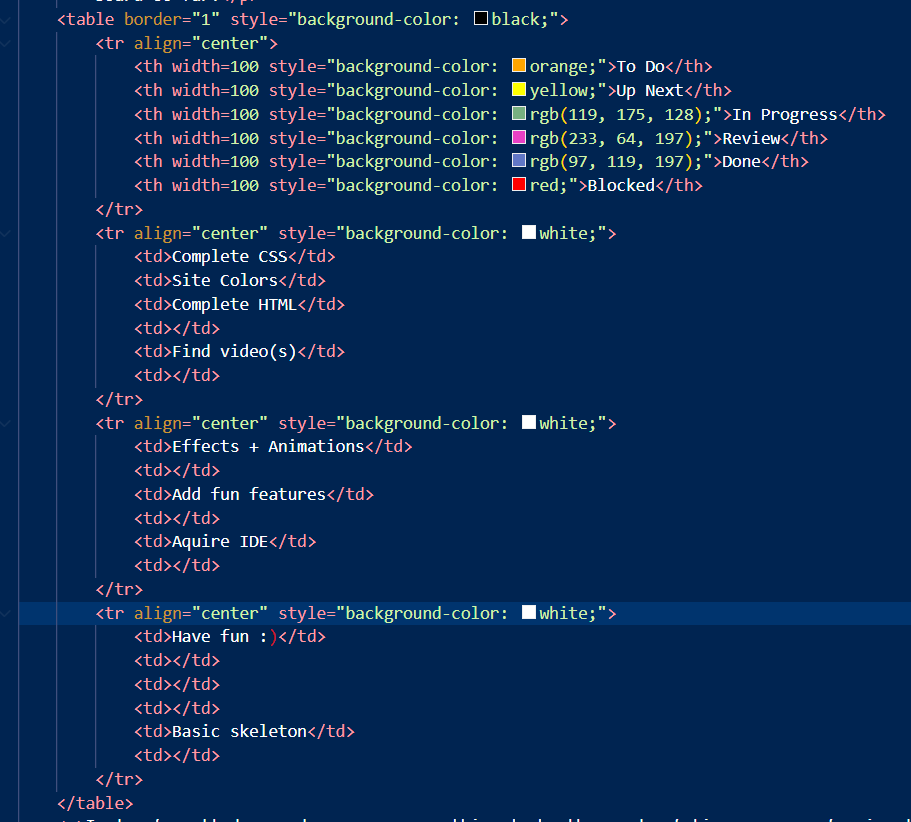 <table border="1" style="background-color: black;">
<tr align="center">
<th width=100 style="background-color: orange;">To Do</th>
<th width=100 style="background-color: yellow;">Up Next</th>
<th width=100 style="background-color: rgb(119, 175, 128);">In Progress</th>
<th width=100 style="background-color: rgb(233, 64, 197);">Review</th>
<th width=100 style="background-color: rgb(97, 119, 197);">Done</th>
<th width=100 style="background-color: red;">Blocked</th>
</tr>
<tr align="center" style="background-color: white;">
<td>Complete CSS</td>
<td>Site Colors</td>
<td>Complete HTML</td>
<td></td>
<td>Find video(s)</td>
<td></td>
</tr>
<tr align="center" style="background-color: white;">
<td>Effects + Animations</td>
<td></td>
<td>Add fun features</td>
<td></td>
<td>Aquire IDE</td>
<td></td>
</tr>
<tr align="center" style="background-color: white;">
<td>Have fun :)</td>
<td></td>
<td></td>
<td></td>
<td>Basic skeleton</td>
<td></td>
</tr>
</table>